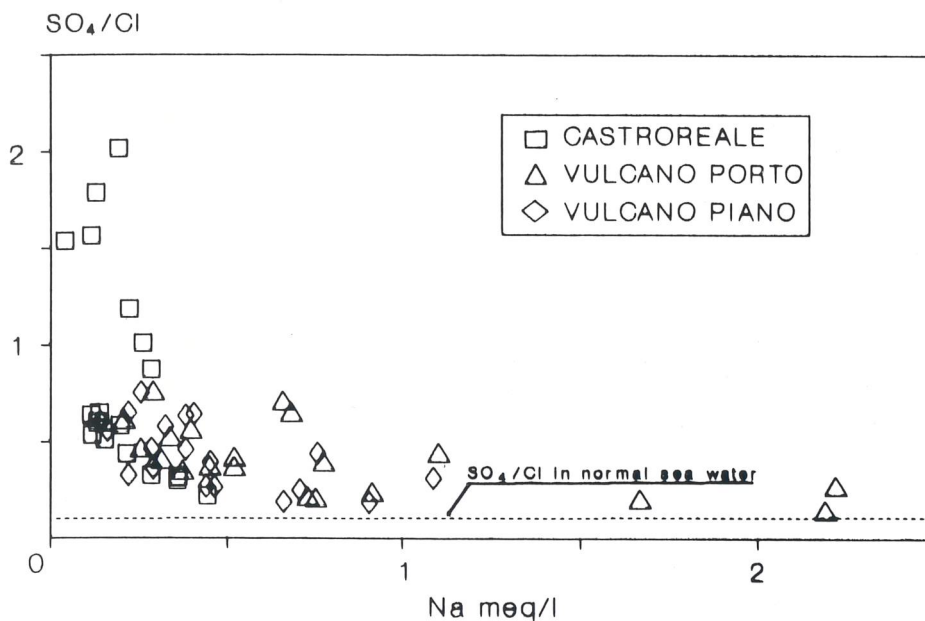 SO₄/Cl
2
1
0
1
2
□ CASTROREALE
△ VULCANO PORTO
◇ VULCANO PIANO
SO₄/Cl in normal sea water
Na meq/l